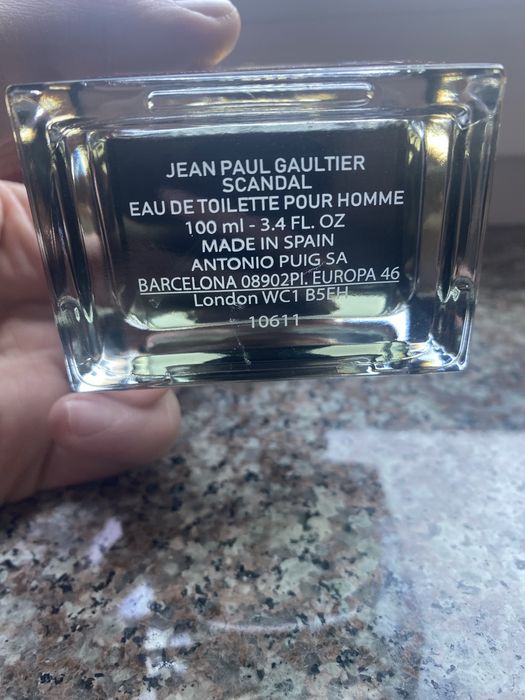 JEAN PAUL GAULTIER
SCANDAL
EAU DE TOILETTE POUR HOMME
100 ml - 3.4 FL. OZ
MADE IN SPAIN
ANTONIO PUIG SA
BARCELONA 08902Pl. EUROPA 46
London WC1 B5EH
10611